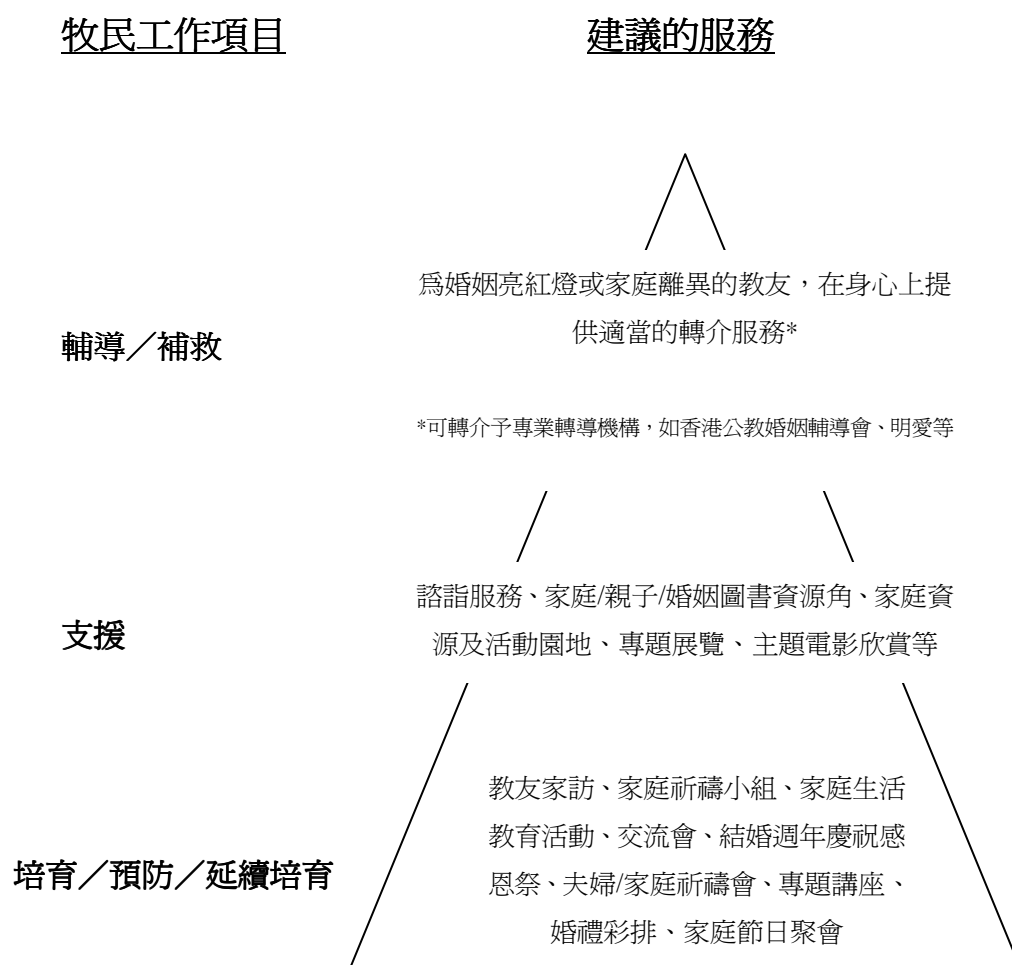 牧民工作項目 建議的服務
為婚姻亮紅燈或家庭離異的教友，在身心上提
供適當的轉介服務*
輔導／補救
*可轉介予專業轉導機構，如香港公教婚姻輔導會、明愛等
諮詣服務、家庭/親子/婚姻圖書資源角、家庭資
源及活動園地、專題展覽、主題電影欣賞等
支援
教友家訪、家庭祈禱小組、家庭生活
教育活動、交流會、結婚週年慶祝感
培育／預防／延續培育
恩祭、夫婦/家庭祈禱會、專題講座、
婚禮彩排、家庭節日聚會